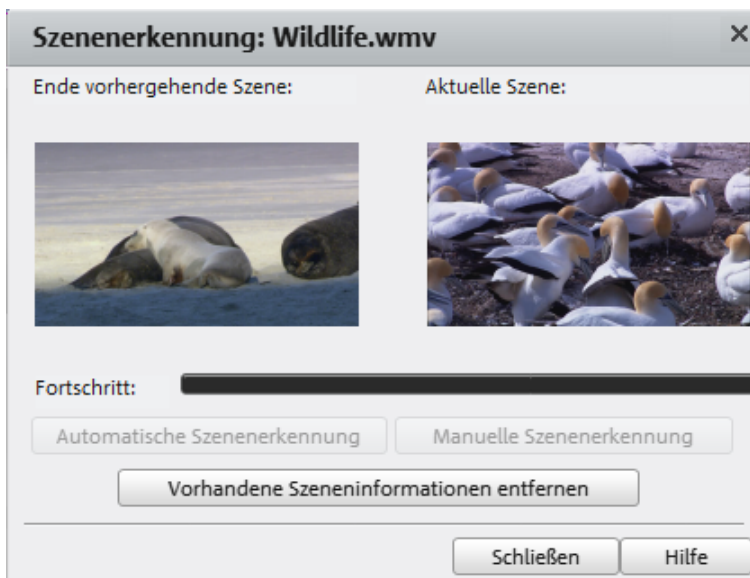 Szenenerkennung: Wildlife.wmv
Ende vorhergehende Szene:
Aktuelle Szene:
Fortschritt:
Automatische Szenenerkennung
Manuelle Szenenerkennung
Vorhandene Szeneninformationen entfernen
Schließen
Hilfe